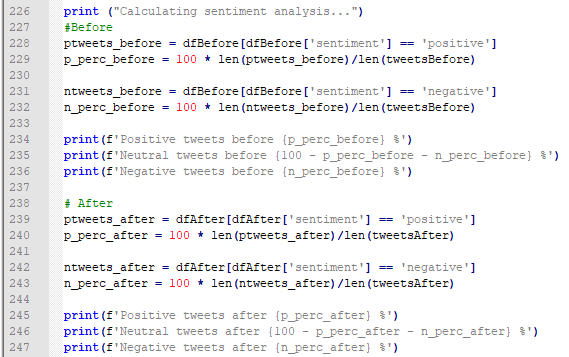 226 print ("Calculating sentiment analysis...")
227 #Before
228 ptweets_before = dfBefore[dfBefore['sentiment'] == 'positive']
229 p_perc_before = 100 * len(ptweets_before)/len(tweetsBefore)
230
231 ntweets_before = dfBefore[dfBefore['sentiment'] == 'negative']
232 n_perc_before = 100 * len(ntweets_before)/len(tweetsBefore)
233
234 print(f'Positive tweets before {p_perc_before} %')
235 print(f'Neutral tweets before {100 - p_perc_before - n_perc_before} %')
236 print(f'Negative tweets before {n_perc_before} %')
237
238 # After
239 ptweets_after = dfAfter[dfAfter['sentiment'] == 'positive']
240 p_perc_after = 100 * len(ptweets_after)/len(tweetsAfter)
241
242 ntweets_after = dfAfter[dfAfter['sentiment'] == 'negative']
243 n_perc_after = 100 * len(ntweets_after)/len(tweetsAfter)
244
245 print(f'Positive tweets after {p_perc_after} %')
246 print(f'Neutral tweets after {100 - p_perc_after - n_perc_after} %')
247 print(f'Negative tweets after {n_perc_after} %')